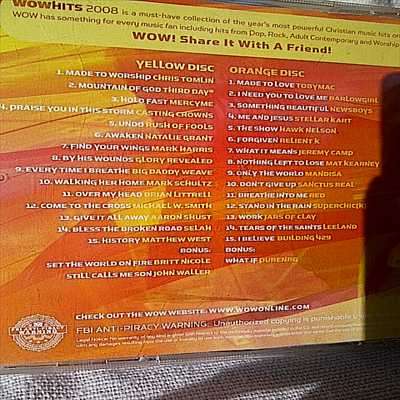 WOWHITS 2008 is a must-have collection of the year's most powerful Christian music hits on
WOW has something for every music fan including hits from Pop, Rock, Adult Contemporary and Worship
WOW! Share It With A Friend!
YELLOW DISC
1. MADE TO WORSHIP CHRIS TOMLIN
2. MOUNTAIN OF GOD THIRD DAY*
3. HOLD FAST MERCYME
4. PRAISE YOU IN THIS STORM CASTING CROWNS
5. UNDO RUSH OF FOOLS
6. AWAKEN NATALIE GRANT
7. FIND YOUR WINGS MARK HARRIS
8. BY HIS WOUNDS GLORY REVEALED
9. EVERY TIME I BREATHE BIG DADDY WEAVE
10. WALKING HER HOME MARK SCHULTZ
11. OVER MY HEAD BRIAN LITTRELL
12. COME TO THE CROSS MICHAEL W. SMITH
13. GIVE IT ALL AWAY AARON SHUST
14. BLESS THE BROKEN ROAD SELAH
15. HISTORY MATTHEW WEST
BONUS:
SET THE WORLD ON FIRE BRITT NICOLE
STILL CALLS ME SON JOHN WALLER
ORANGE DISC
1. MADE TO LOVE TOBYMAC
2. I NEED YOU TO LOVE ME BARLOWGIRL
3. SOMETHING BEAUTIFUL NEWSBOYS
4. ME AND JESUS STELLAR KART
5. THE SHOW HAWK NELSON
6. FORGIVEN RELIENT K
7. WHAT IT MEANS JEREMY CAMP
8. NOTHING LEFT TO LOSE MAT KEARNEY
9. ONLY THE WORLD MANDISA
10. DON'T GIVE UP SANCTUS REAL
11. BREATHE INTO ME RED
12. STAND IN THE RAIN SUPERCHIC[K]
13. WORK JARS OF CLAY
14. TEARS OF THE SAINTS LEELAND
15. I BELIEVE BUILDING 429
BONUS:
WHAT IF PURENRG
CHECK OUT THE WOW WEBSITE: WWW.WOWONLINE.COM
FBI ANTI-PIRACY WARNING: Unauthorized copying is punishable